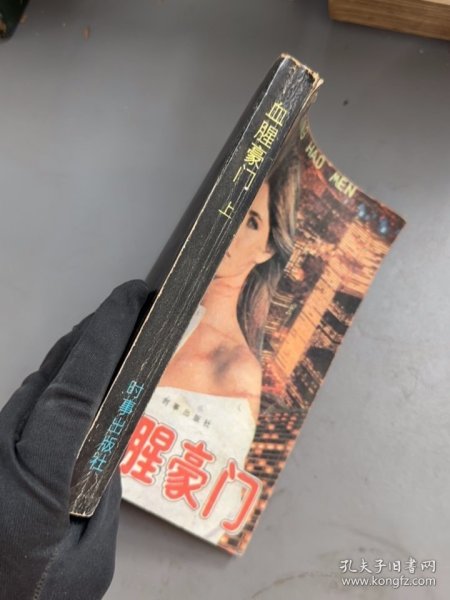 血腥豪门 上
时事出版社
HAO MEN
时事出版社
腥豪门
孔夫子旧书网
www.kongfz.com